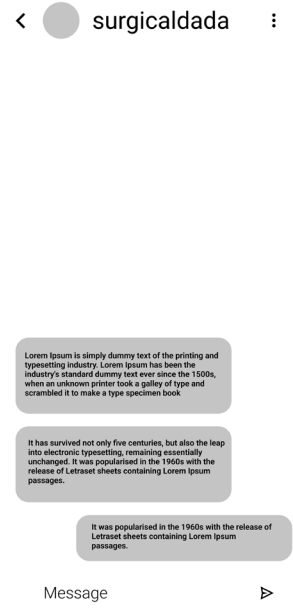 surgicaldada
Lorem Ipsum is simply dummy text of the printing and
typesetting industry. Lorem Ipsum has been the
industry's standard dummy text ever since the 1500s,
when an unknown printer took a galley of type and
scrambled it to make a type specimen book
It has survived not only five centuries, but also the leap
into electronic typesetting, remaining essentially
unchanged. It was popularised in the 1960s with the
release of Letraset sheets containing Lorem Ipsum
passages.
It was popularised in the 1960s with the release of
Letraset sheets containing Lorem Ipsum
passages.
Message